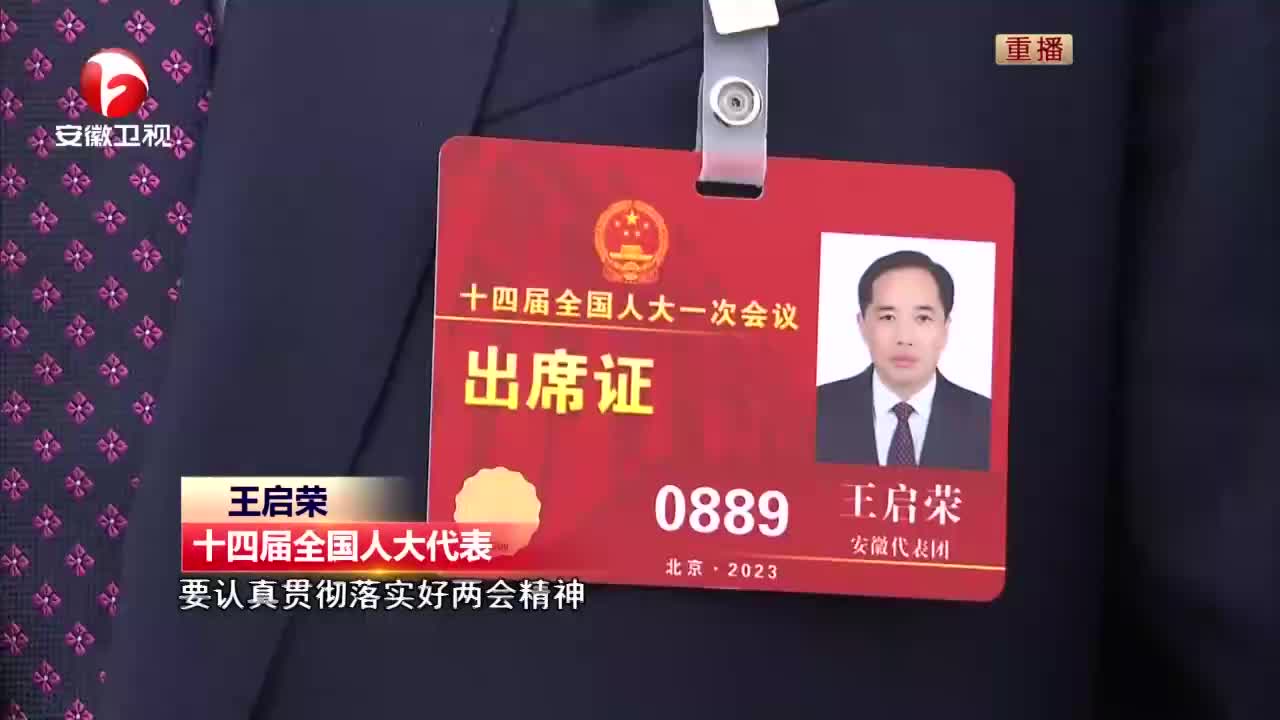 安徽卫视
重播
十四届全国人大一次会议
出席证
0889
王启荣
安徽代表团
北京·2023
王启荣
十四届全国人大代表
要认真贯彻落实好两会精神